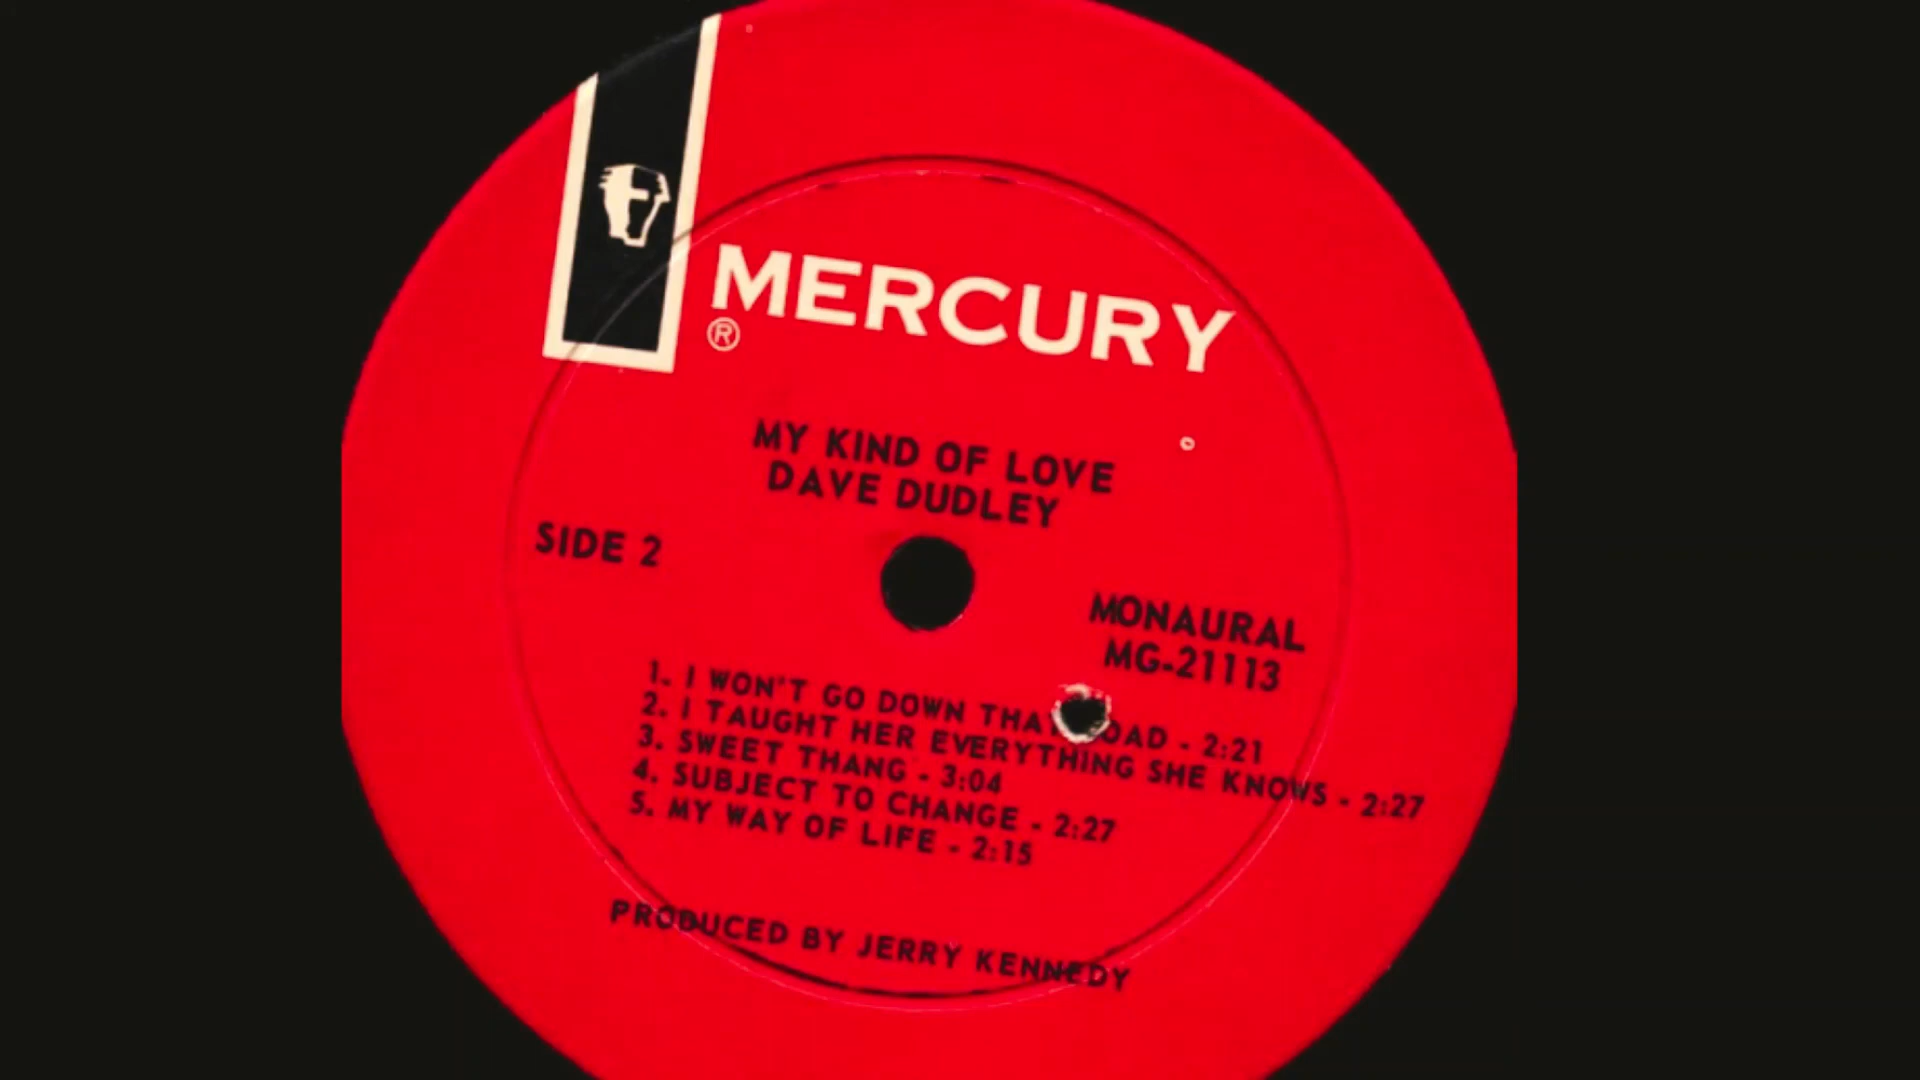 MERCURY
®
MY KIND OF LOVE
DAVE DUDLEY
SIDE 2
MONAURAL
MG-21113
1. I WON'T GO DOWN THA OAD - 2:21
2. I TAUGHT HER EVERYTHING SHE KNOWS - 2:27
3. SWEET THANG - 3:04
4. SUBJECT TO CHANGE - 2:27
5. MY WAY OF LIFE - 2:15
PRODUCED BY JERRY KENNEDY